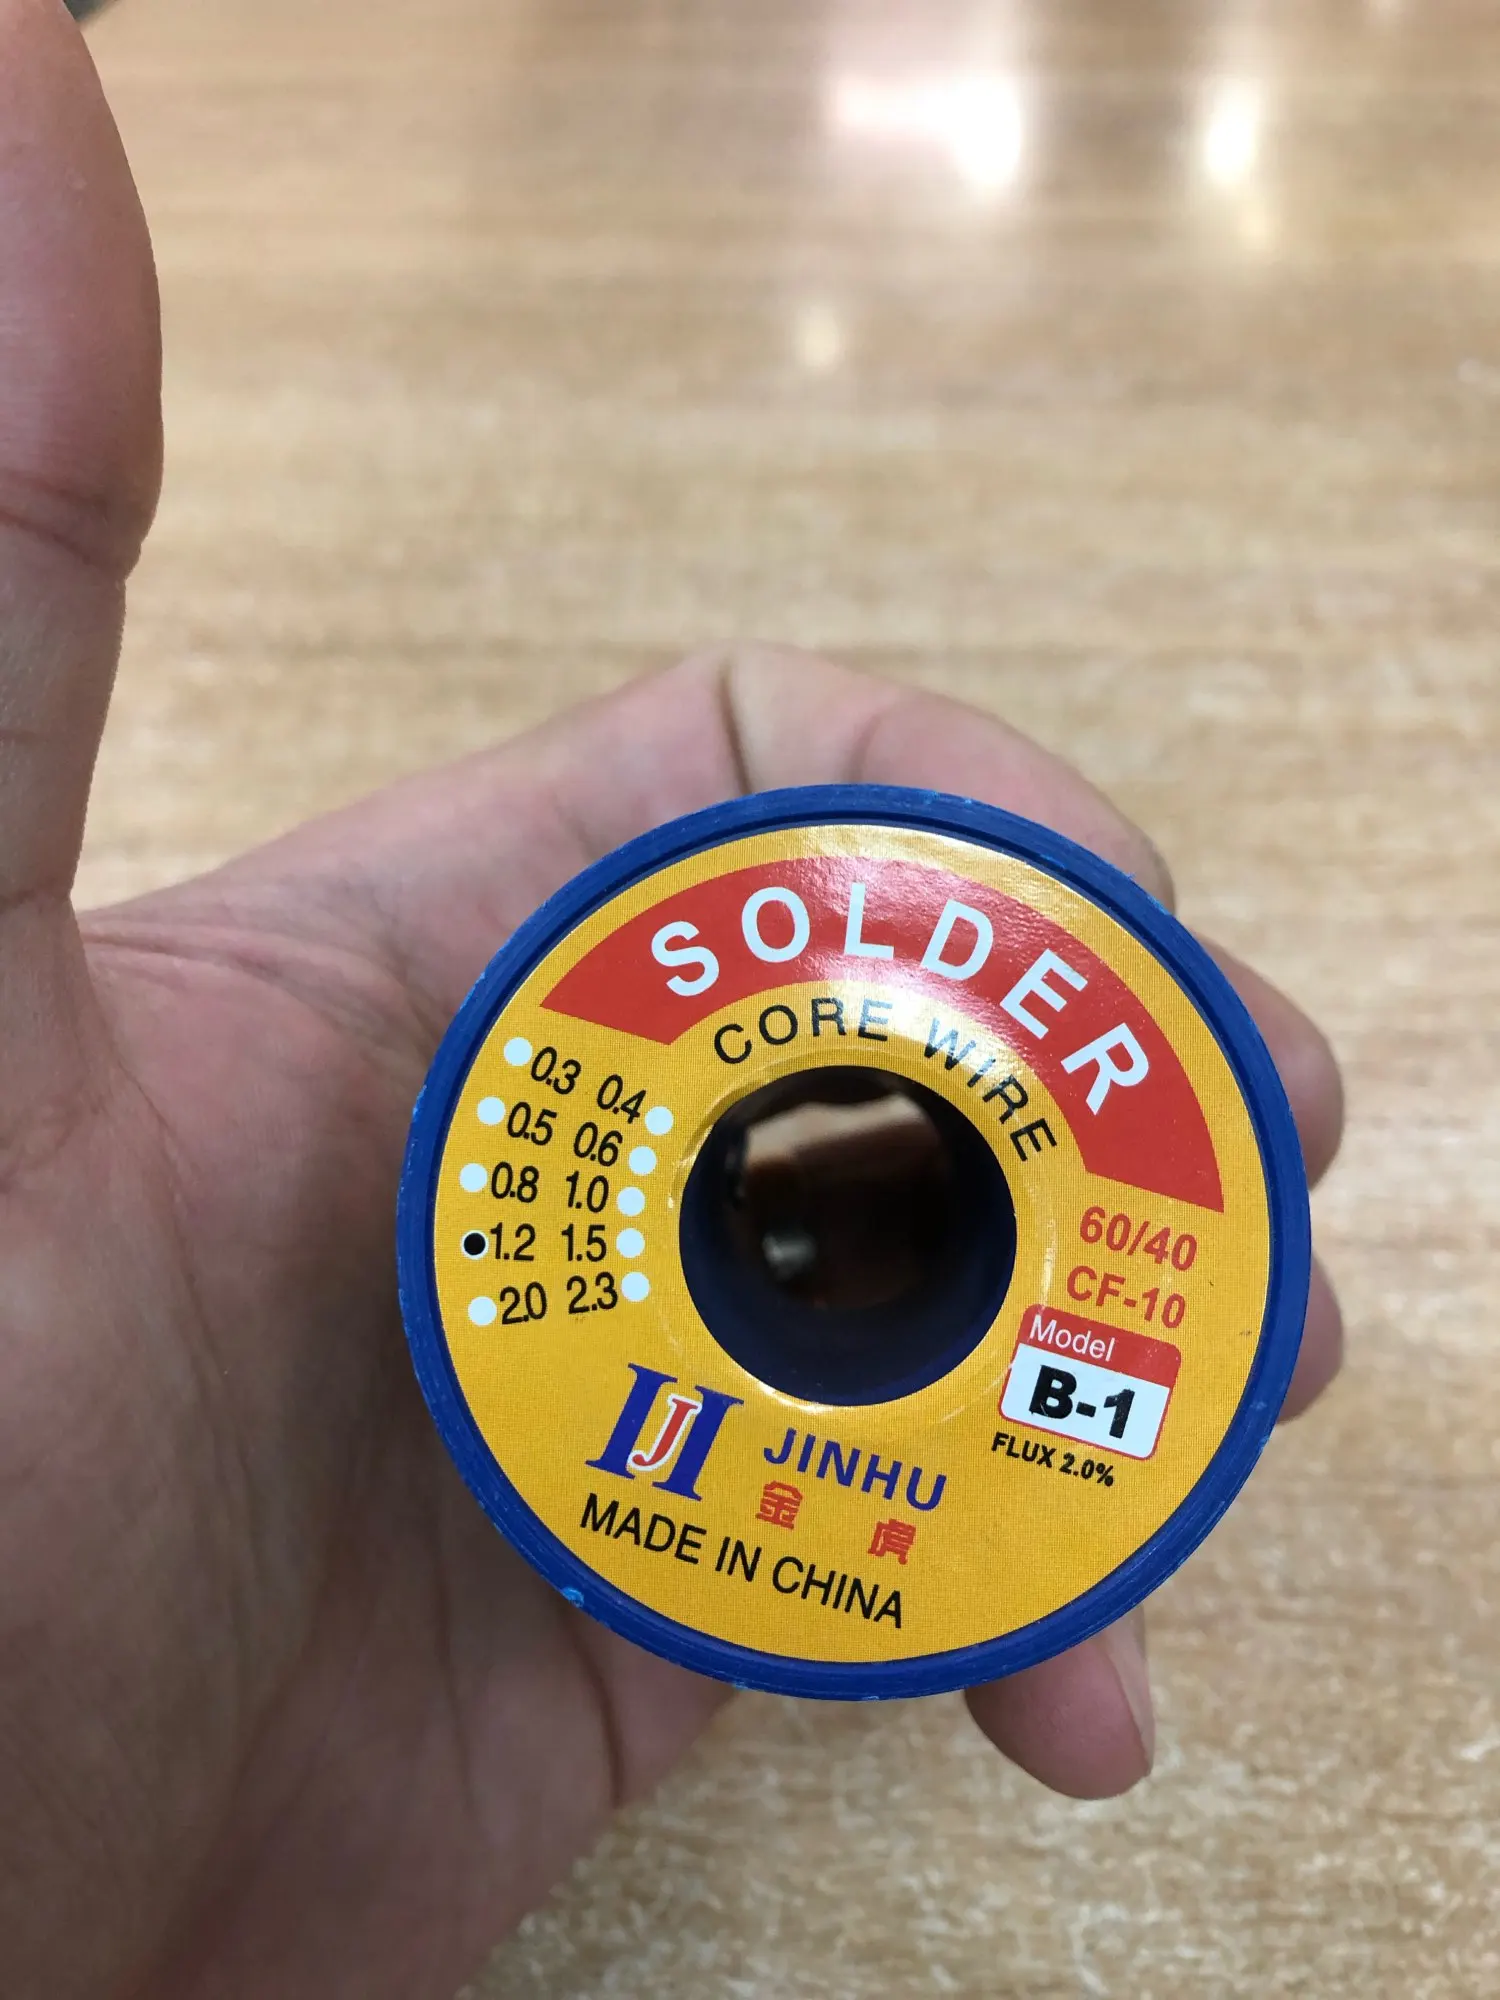 SOLDER
CORE WIRE
0.3 0.4
0.5 0.6
0.8 1.0
1.2 1.5
2.0 2.3
60/40
CF-10
Model
B-1
FLUX 2.0%
HJ
JINHU
金虎
MADE IN CHINA